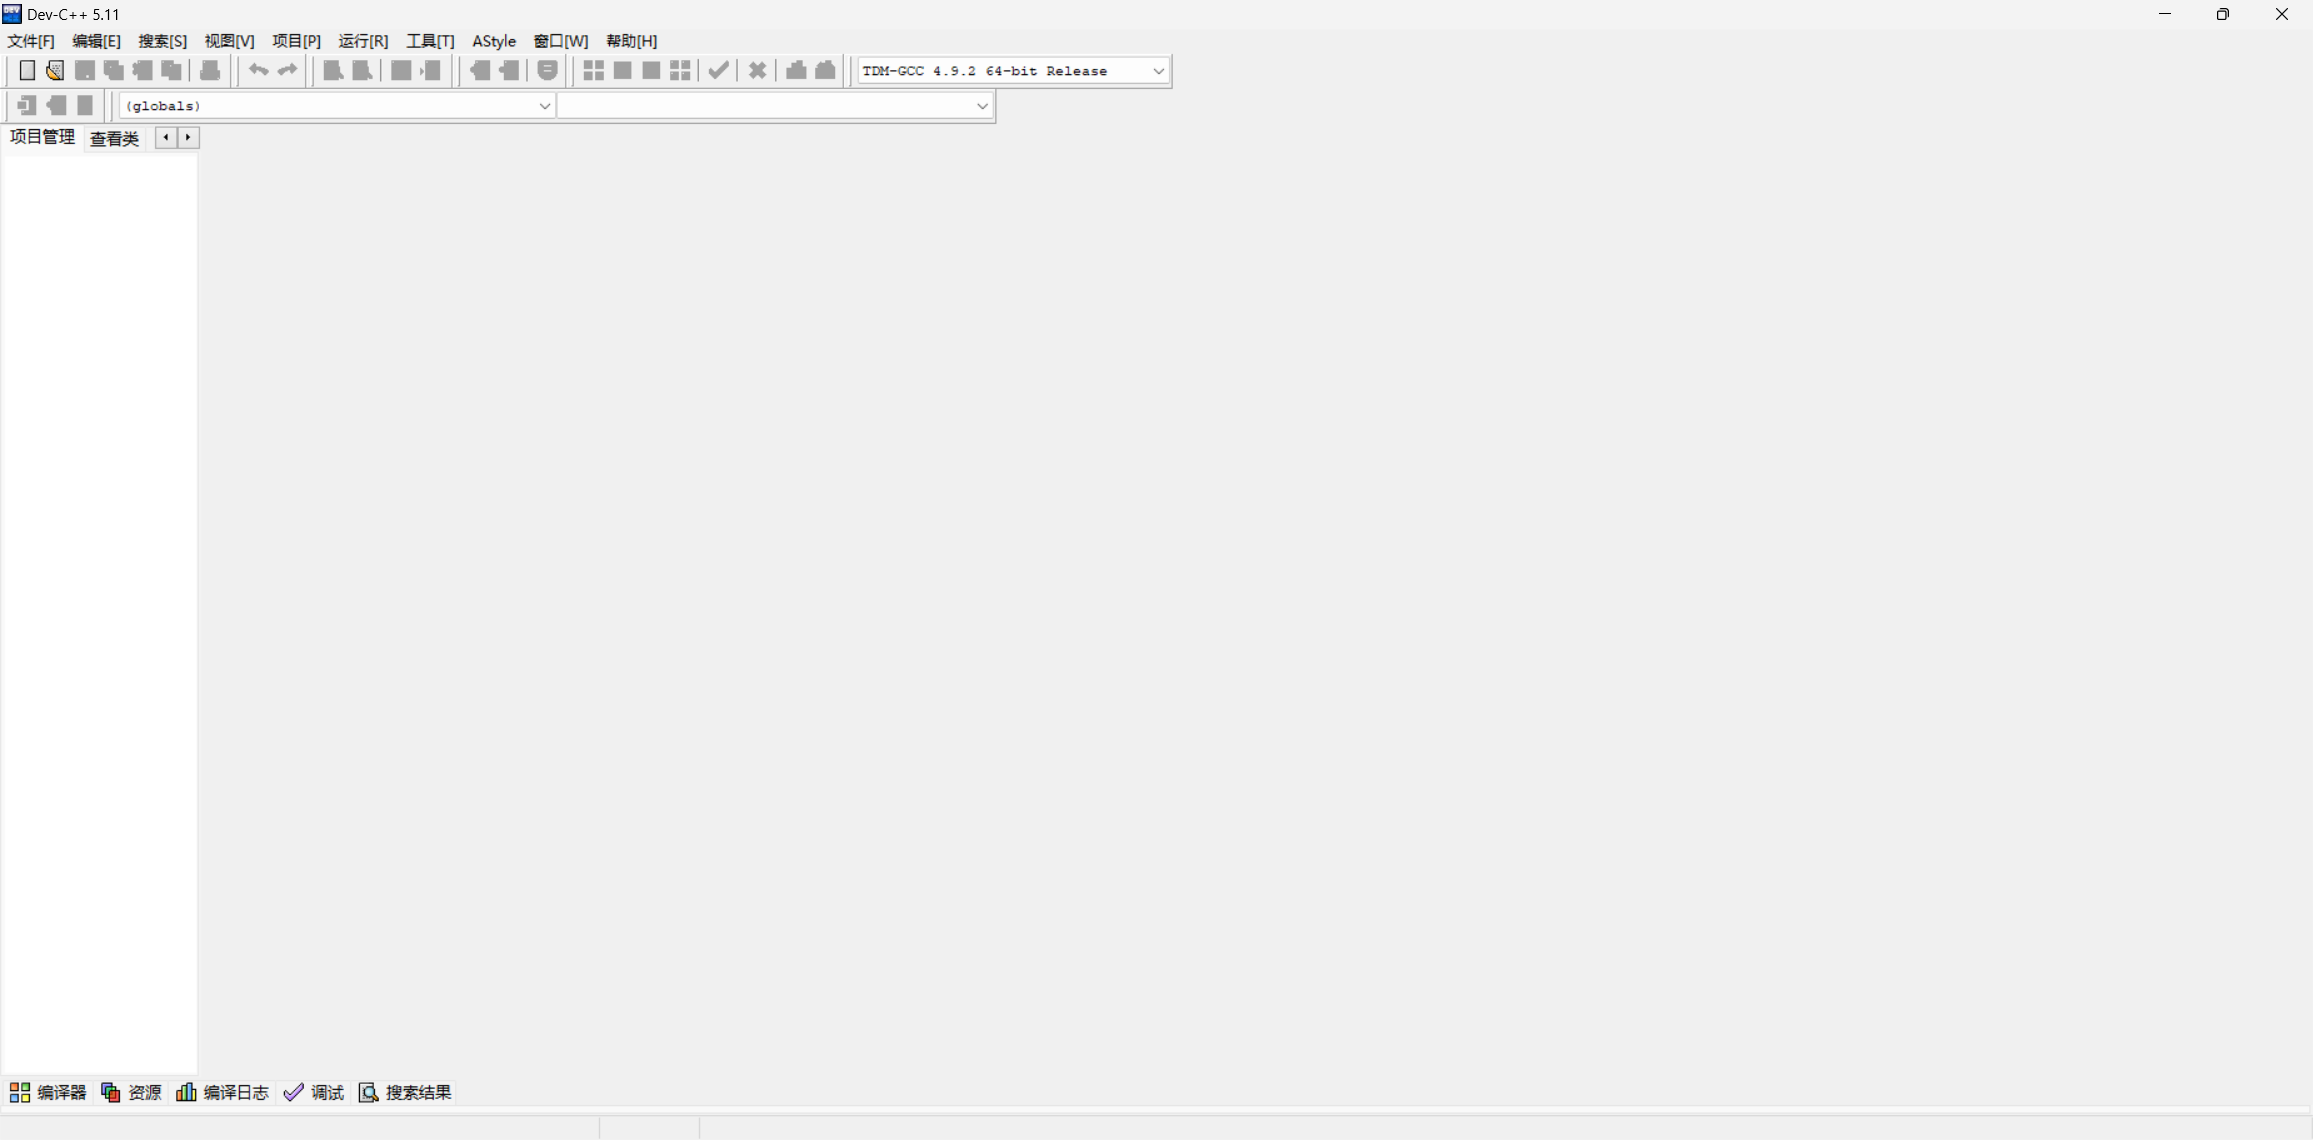 Dev-C++ 5.11
文件[F] 编辑[E] 搜索[S] 视图[V] 项目[P] 运行[R] 工具[T] AStyle 窗口[W] 帮助[H]
TDM-GCC 4.9.2 64-bit Release
(globals)
项目管理 查看类
编译器 资源 编译日志 调试 搜索结果